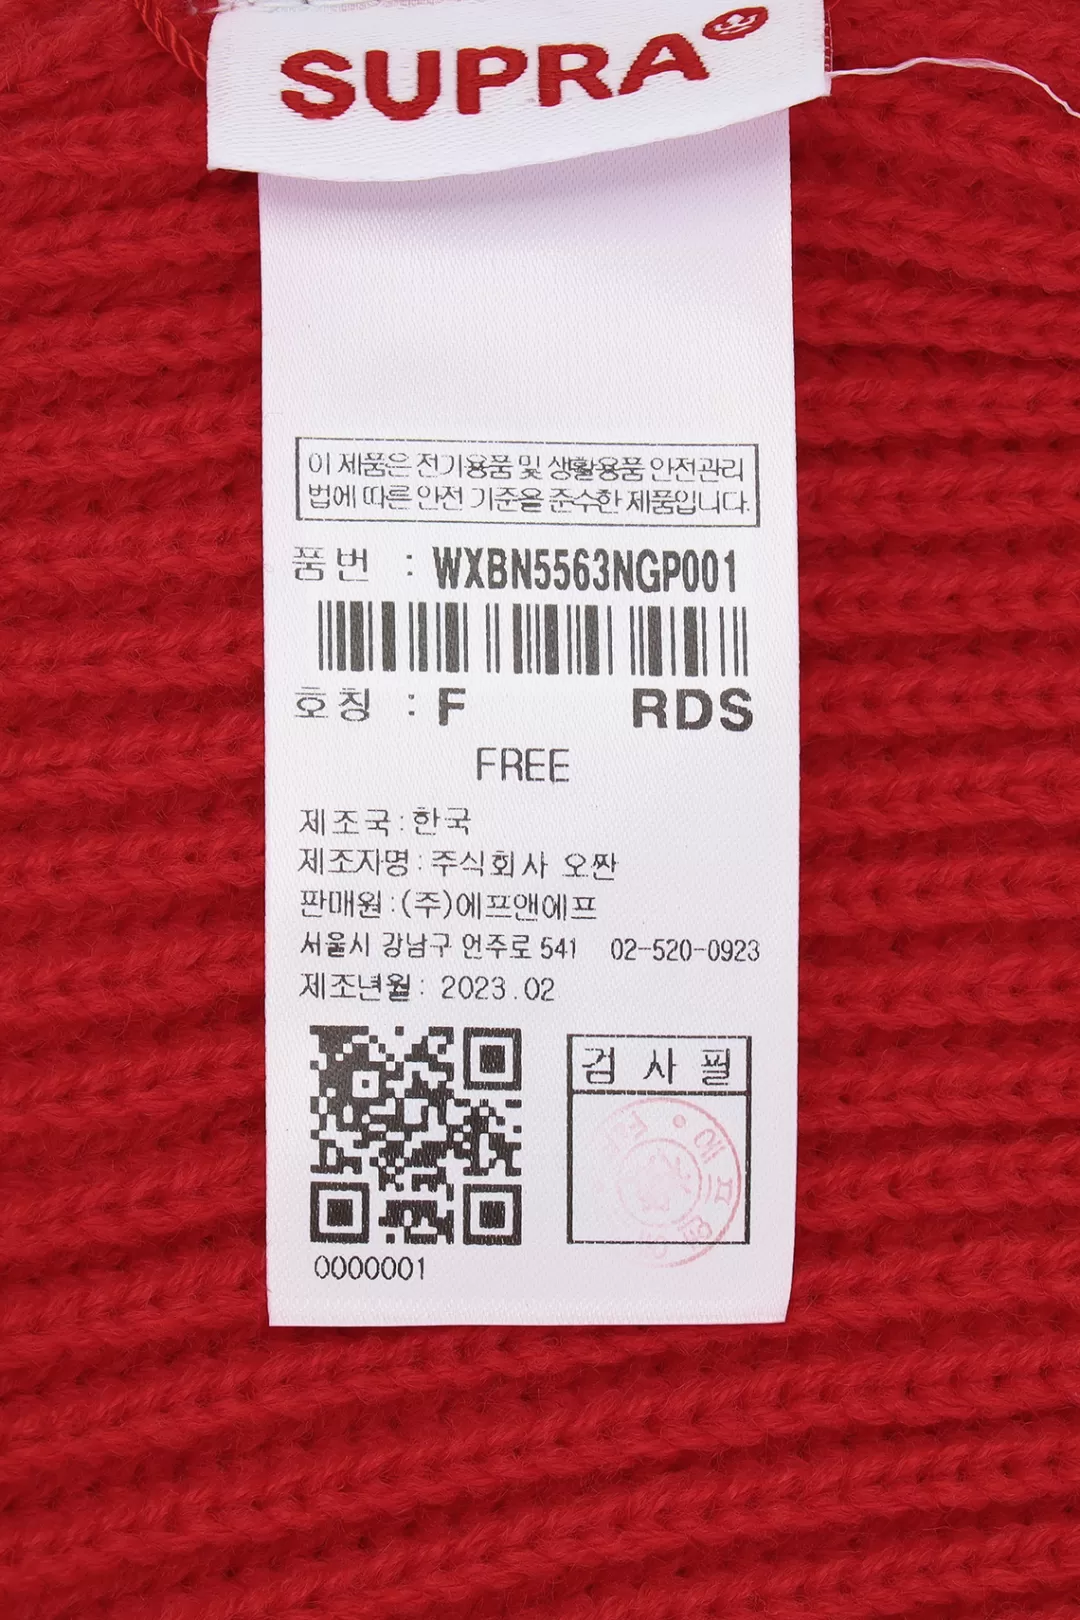 SUPRA
이 제품은 전기용품 및 생활용품 안전관리
법에 따른 안전 기준을 준수한 제품입니다.
품번 : WXBN5563NGP001
호칭 : F RDS
FREE
제조국:한국
제조자명:주식회사 오짠
판매원:(주)에프앤에프
서울시 강남구 언주로 541 02-520-0923
제조년월: 2023.02
검사필
0000001